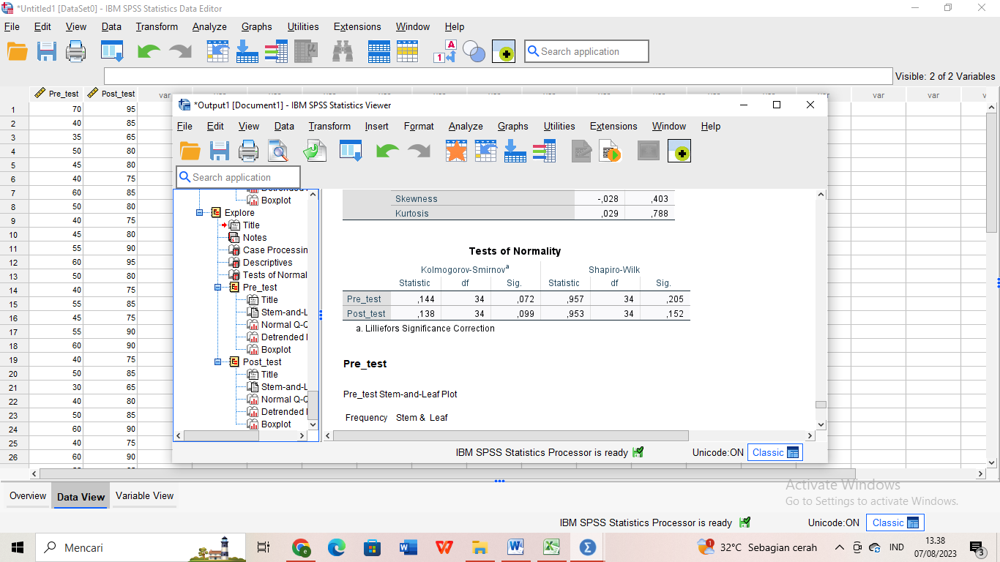 *Untitled1 [DataSet0] - IBM SPSS Statistics Data Editor
File Edit View Data Transform Analyze Graphs Utilities Extensions Window Help
Search application
Visible: 2 of 2 Variables
Pre_test Post_test var var var var
1 70 95
2 40 85
3 35 65
4 50 80
5 45 80
6 40 75
7 60 85
8 50 80
9 40 75
10 45 80
11 55 90
12 60 95
13 50 80
14 40 75
15 55 85
16 45 75
17 55 90
18 60 90
19 40 75
20 50 85
21 30 65
22 40 80
23 50 85
24 60 90
25 40 75
26 60 90
*Output1 [Document1] - IBM SPSS Statistics Viewer
File Edit View Data Transform Insert Format Analyze Graphs Utilities Extensions Window Help
Search application
Boxplot
Explore
Title
Notes
Case Processin
Descriptives
Tests of Normal
Pre_test
Title
Stem-and-L
Normal Q-Q
Detrended
Boxplot
Post_test
Title
Stem-and-L
Normal Q-Q
Detrended
Boxplot
Skewness -,028 ,403
Kurtosis ,029 ,788
Tests of Normality
Kolmogorov-Smirnovᵃ Shapiro-Wilk
Statistic df Sig. Statistic df Sig.
Pre_test ,144 34 ,072 ,957 34 ,205
Post_test ,138 34 ,099 ,953 34 ,152
a. Lilliefors Significance Correction
Pre_test
Pre_test Stem-and-Leaf Plot
Frequency Stem & Leaf
IBM SPSS Statistics Processor is ready Unicode:ON Classic
Activate Windows
Go to Settings to activate Windows.
Overview Data View Variable View
IBM SPSS Statistics Processor is ready Unicode:ON Classic
Mencari
32°C Sebagian cerah IND
13.38
07/08/2023
3